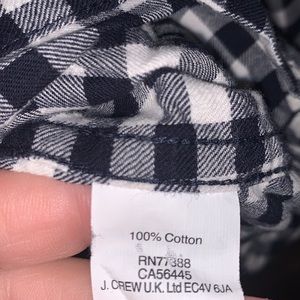 100% Cotton
RN77388
CA56445
J. CREW U.K. Ltd EC4V 6JA